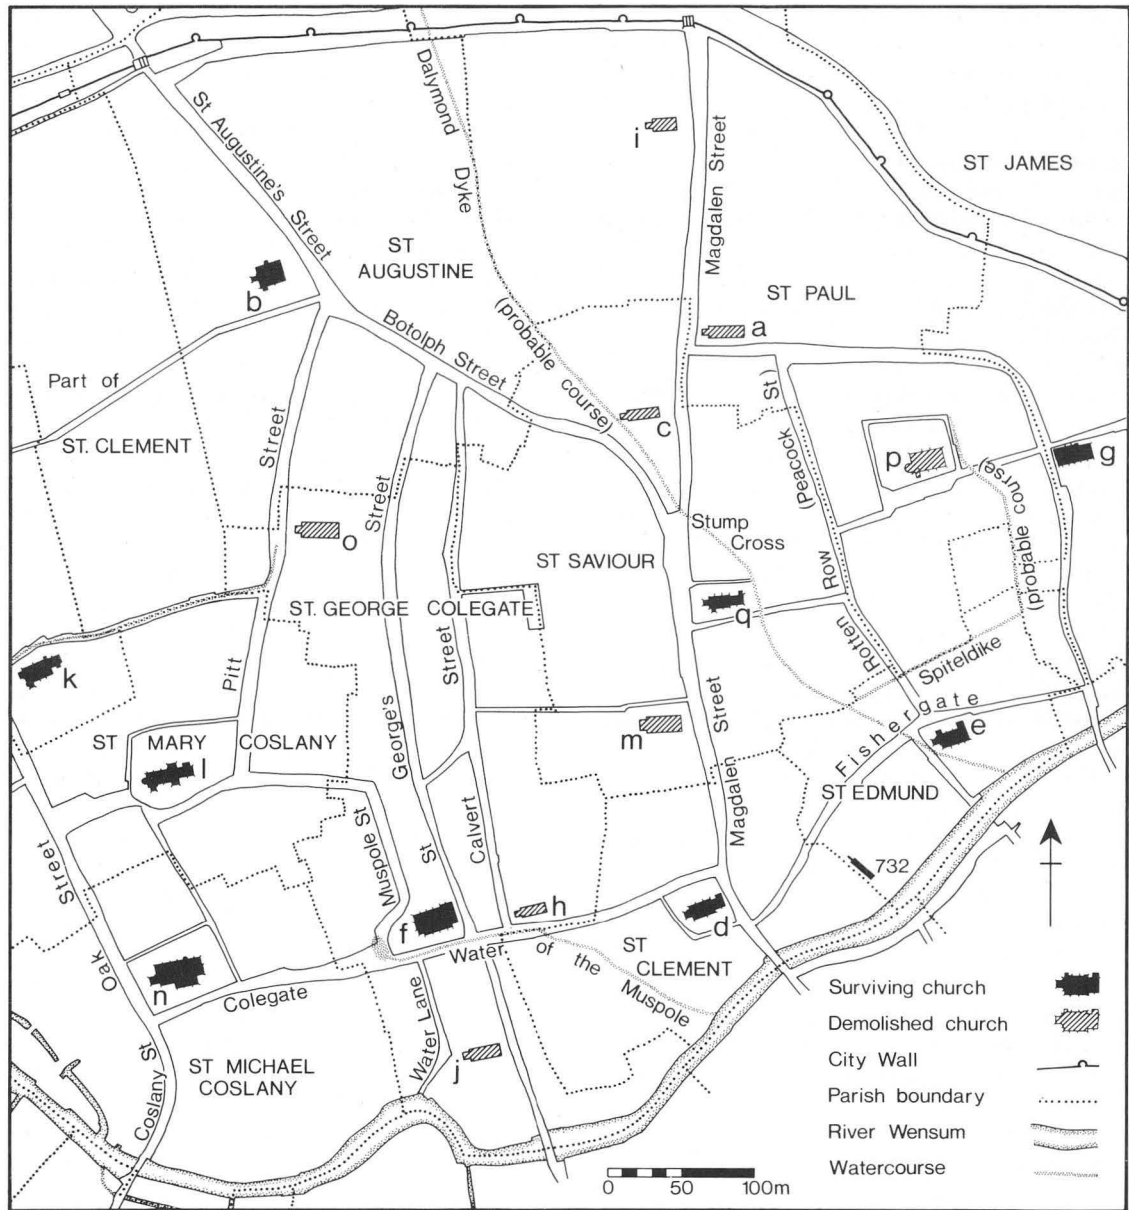 Dalymond
Dyke
(probable course)
St Augustine's Street
i
Magdalen Street
ST JAMES
ST
AUGUSTINE
b
ST PAUL
a
Botolph Street
Part of
ST. CLEMENT
Street
c
(Peacock St)
p
g
(probable course)
Street
o
Stump
Cross
ST SAVIOUR
Row
ST. GEORGE COLEGATE
q
Rotten
Spiteldike
k
Pitt
Street
George's
Street
m
Fishergate
e
ST MARY COSLANY
l
Magdalen
ST EDMUND
Muspole St
St
Calvert
732
Street
Oak
f
h
d
Water of the Muspole
ST
CLEMENT
n
Colegate
Water Lane
j
ST MICHAEL
COSLANY
Coslany St
Surviving church
Demolished church
City Wall
Parish boundary
River Wensum
Watercourse
0 50 100m